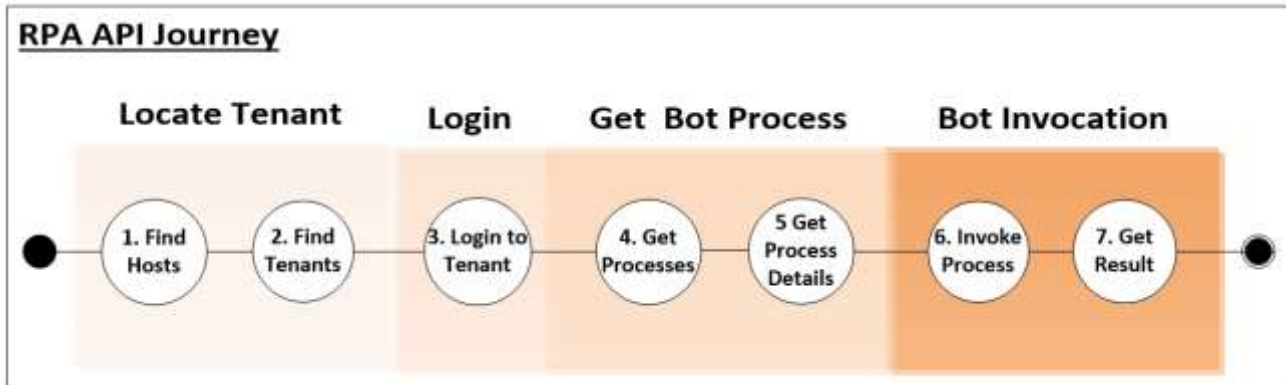 RPA API Journey
Locate Tenant
Login
Get Bot Process
Bot Invocation
1. Find
Hosts
2. Find
Tenants
3. Login to
Tenant
4. Get
Processes
5 Get
Process
Details
6. Invoke
Process
7. Get
Result